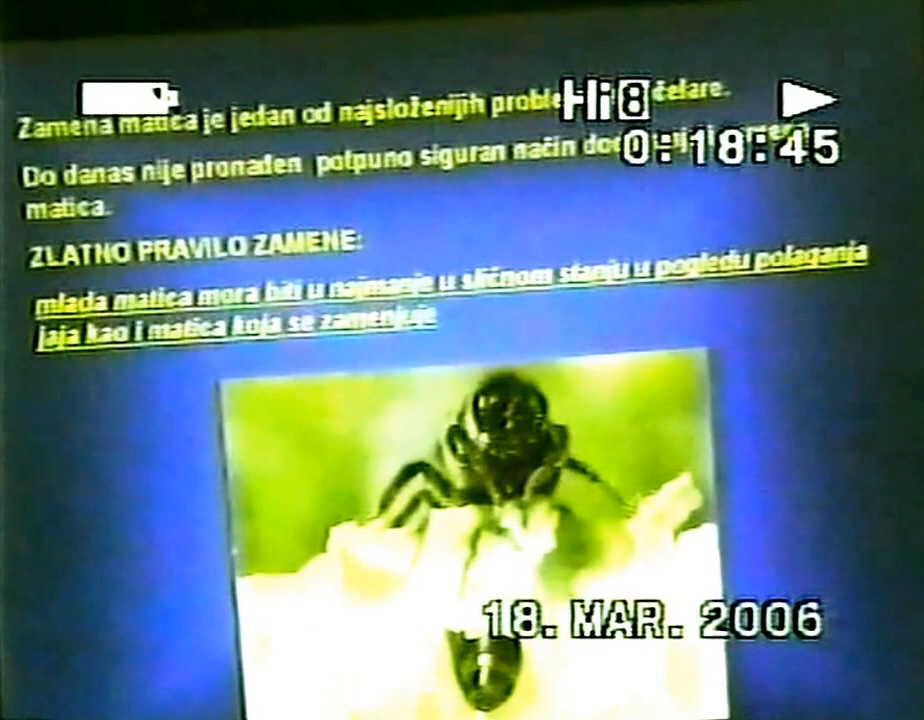 Hi8
0:18:45
Zamena matica je jedan od najsloženijih čelare.
Do danas nije pronađen potpuno siguran način
matica.
ZLATNO PRAVILO ZAMENE:
mlada matica mora biti u najmanje u sličnom stanju u pogledu polaganja
jaja kao i matica koja se zamenjuje
18. MAR. 2006